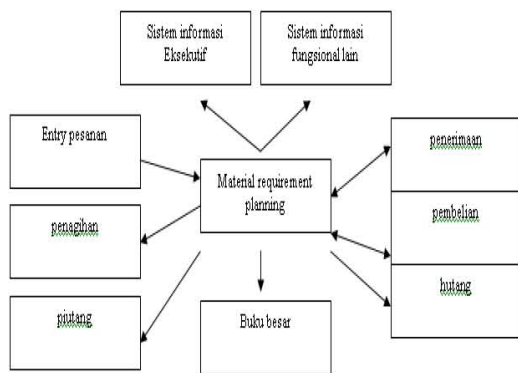 Sistem informasi
Eksekutif
Sistem informasi
fungsional lain
Entry pesanan
penerimaan
Material requirement
planning
penagihan
pembelian
hutang
piutang
Buku besar